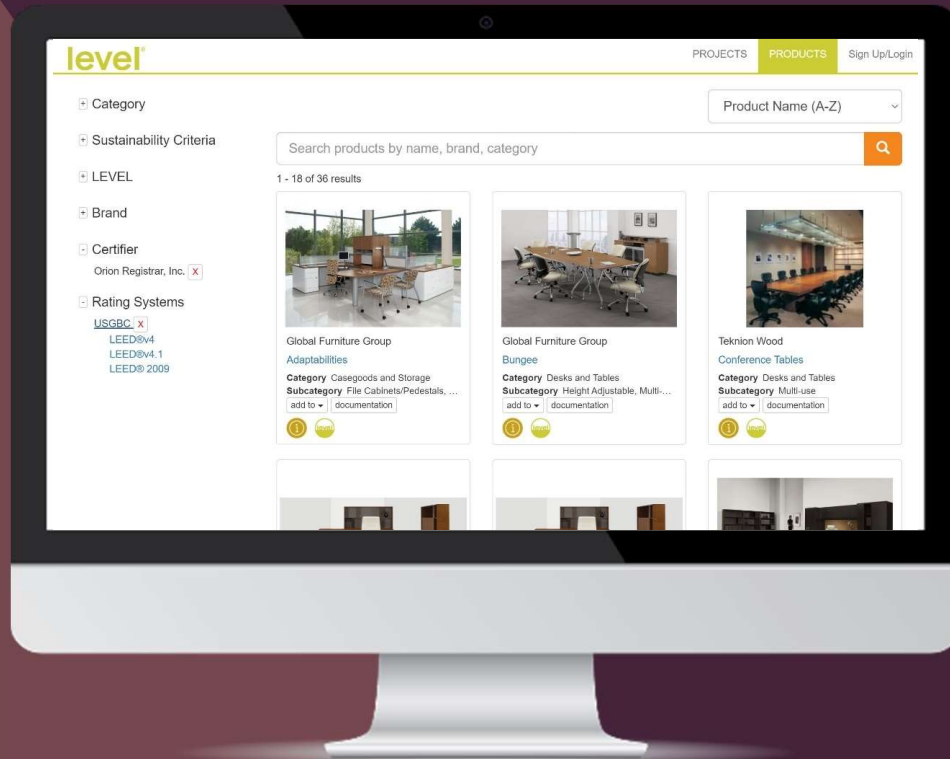 level®
PROJECTS PRODUCTS Sign Up/Login
+ Category
Product Name (A-Z)
+ Sustainability Criteria
Search products by name, brand, category
+ LEVEL
1 - 18 of 36 results
+ Brand
- Certifier
Orion Registrar, Inc. X
- Rating Systems
USGBC X
LEED®v4
LEED®v4.1
LEED® 2009
Global Furniture Group
Adaptabilities
Category Casegoods and Storage
Subcategory File Cabinets/Pedestals, ...
add to documentation
level
Global Furniture Group
Bungee
Category Desks and Tables
Subcategory Height Adjustable, Multi-...
add to documentation
level
Teknion Wood
Conference Tables
Category Desks and Tables
Subcategory Multi-use
add to documentation
level